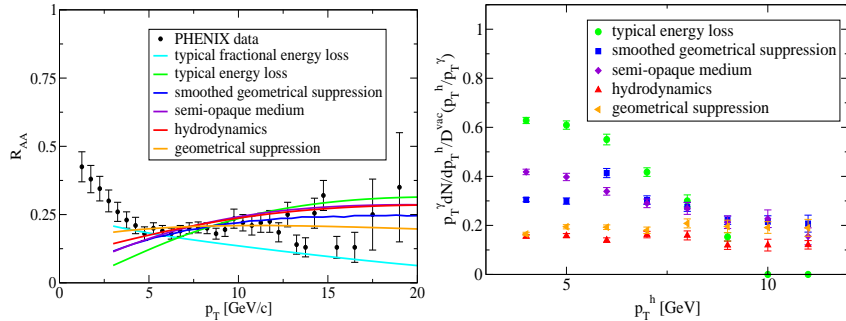 1
0.75
0.5
0.25
0
R_AA
PHENIX data
typical fractional energy loss
typical energy loss
smoothed geometrical suppression
semi-opaque medium
hydrodynamics
geometrical suppression
0 5 10 15 20
p_T [GeV/c]
1
0.8
0.6
0.4
0.2
0
p_T^γ dN/dp_T^h/D^vac(p_T^h/p_T^γ)
typical energy loss
smoothed geometrical suppression
semi-opaque medium
hydrodynamics
geometrical suppression
5 10
p_T^h [GeV]